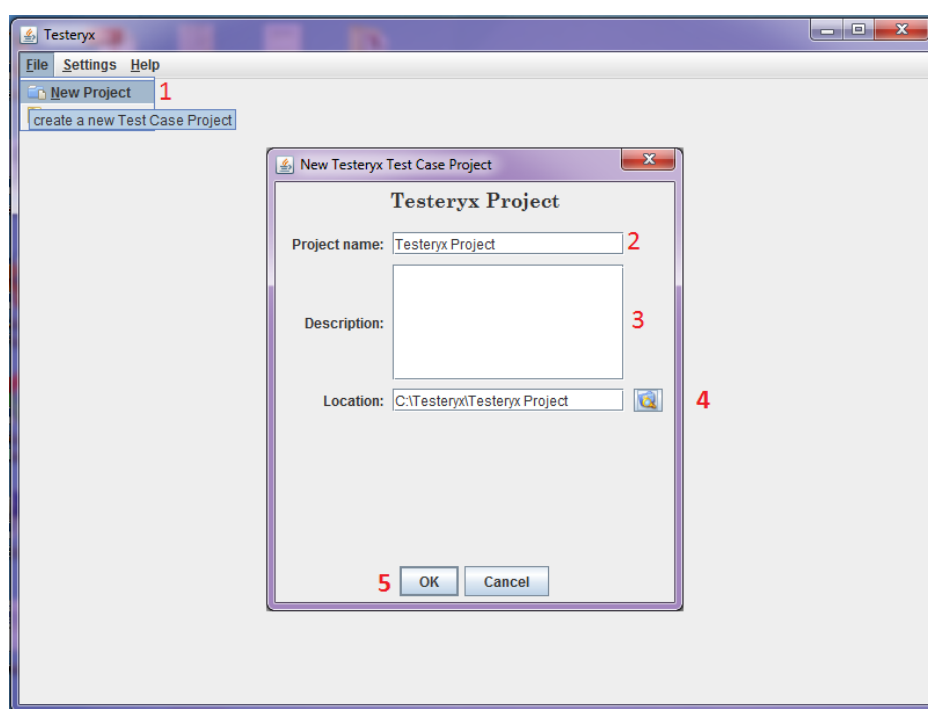 Testeryx
File Settings Help
New Project 1
create a new Test Case Project
New Testeryx Test Case Project
Testeryx Project
Project name: Testeryx Project 2
Description: 3
Location: C:\Testeryx\Testeryx Project 4
5 OK Cancel